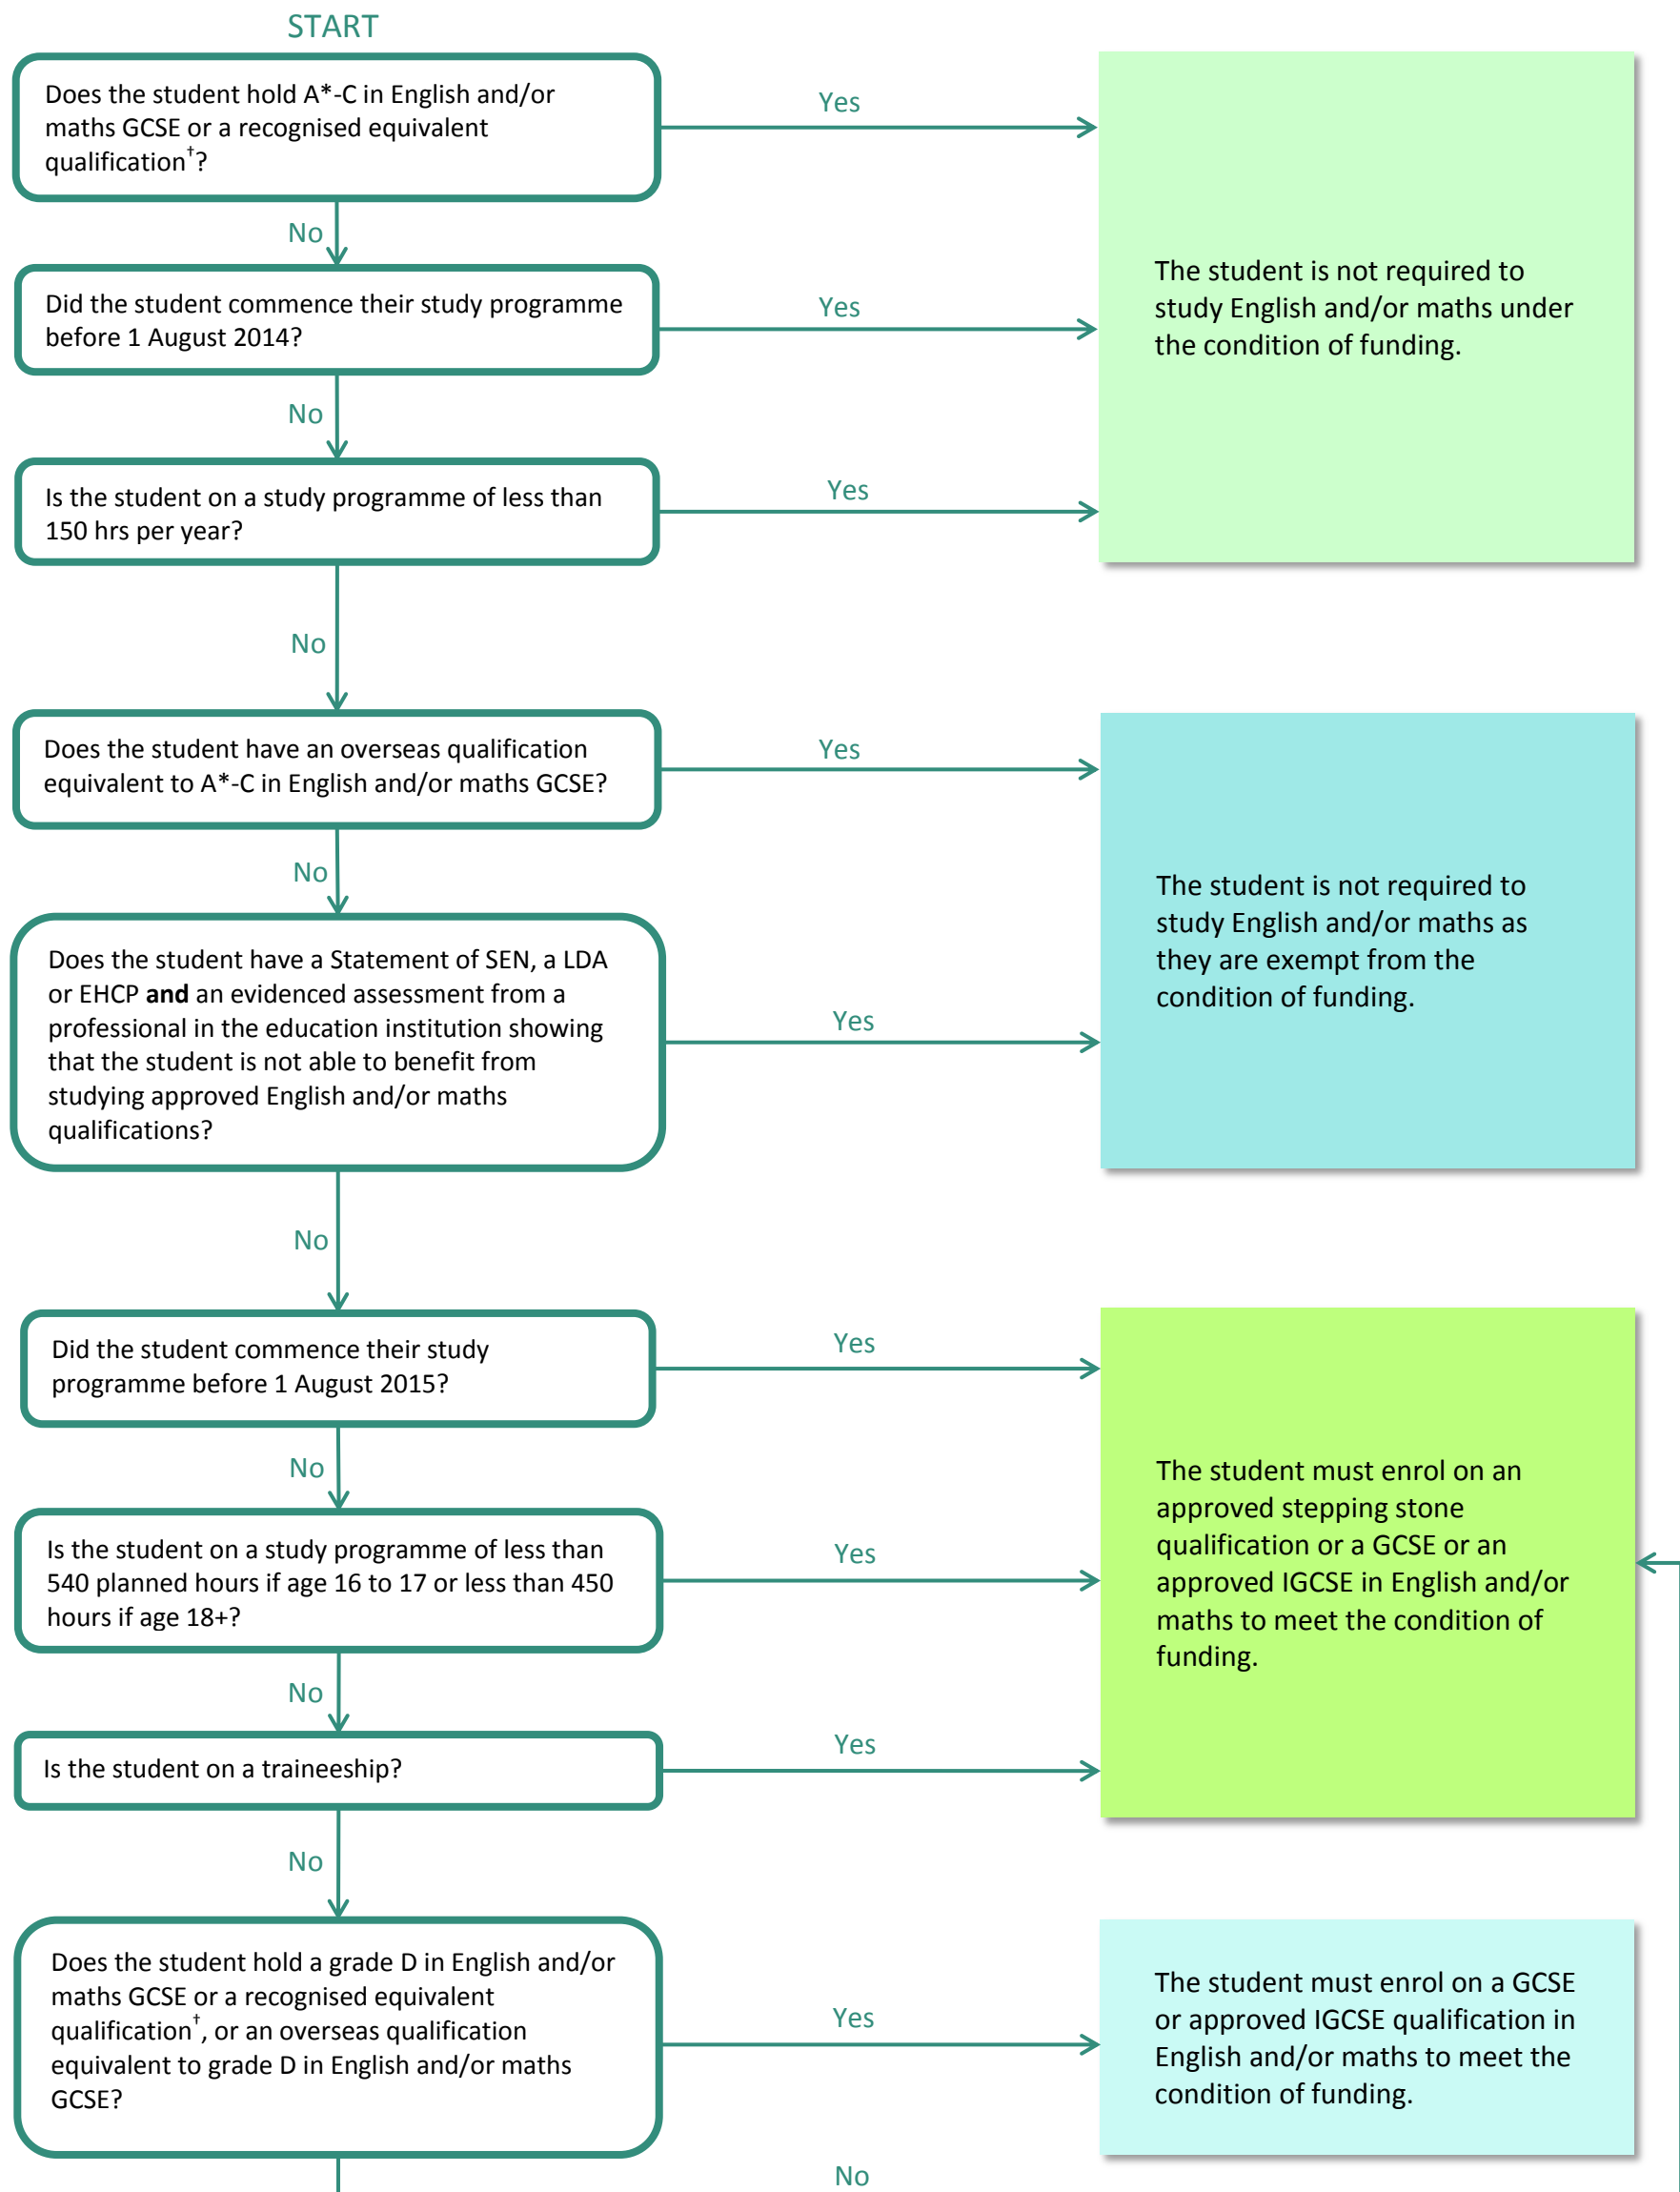 START
Does the student hold A*-C in English and/or
maths GCSE or a recognised equivalent
qualification†?
Yes
No
Did the student commence their study programme
before 1 August 2014?
Yes
The student is not required to
study English and/or maths under
the condition of funding.
No
Is the student on a study programme of less than
150 hrs per year?
Yes
No
Does the student have an overseas qualification
equivalent to A*-C in English and/or maths GCSE?
Yes
No
Does the student have a Statement of SEN, a LDA
or EHCP and an evidenced assessment from a
professional in the education institution showing
that the student is not able to benefit from
studying approved English and/or maths
qualifications?
Yes
The student is not required to
study English and/or maths as
they are exempt from the
condition of funding.
No
Did the student commence their study
programme before 1 August 2015?
Yes
No
Is the student on a study programme of less than
540 planned hours if age 16 to 17 or less than 450
hours if age 18+?
Yes
The student must enrol on an
approved stepping stone
qualification or a GCSE or an
approved IGCSE in English and/or
maths to meet the condition of
funding.
No
Is the student on a traineeship?
Yes
No
Does the student hold a grade D in English and/or
maths GCSE or a recognised equivalent
qualification†, or an overseas qualification
equivalent to grade D in English and/or maths
GCSE?
Yes
The student must enrol on a GCSE
or approved IGCSE qualification in
English and/or maths to meet the
condition of funding.
No